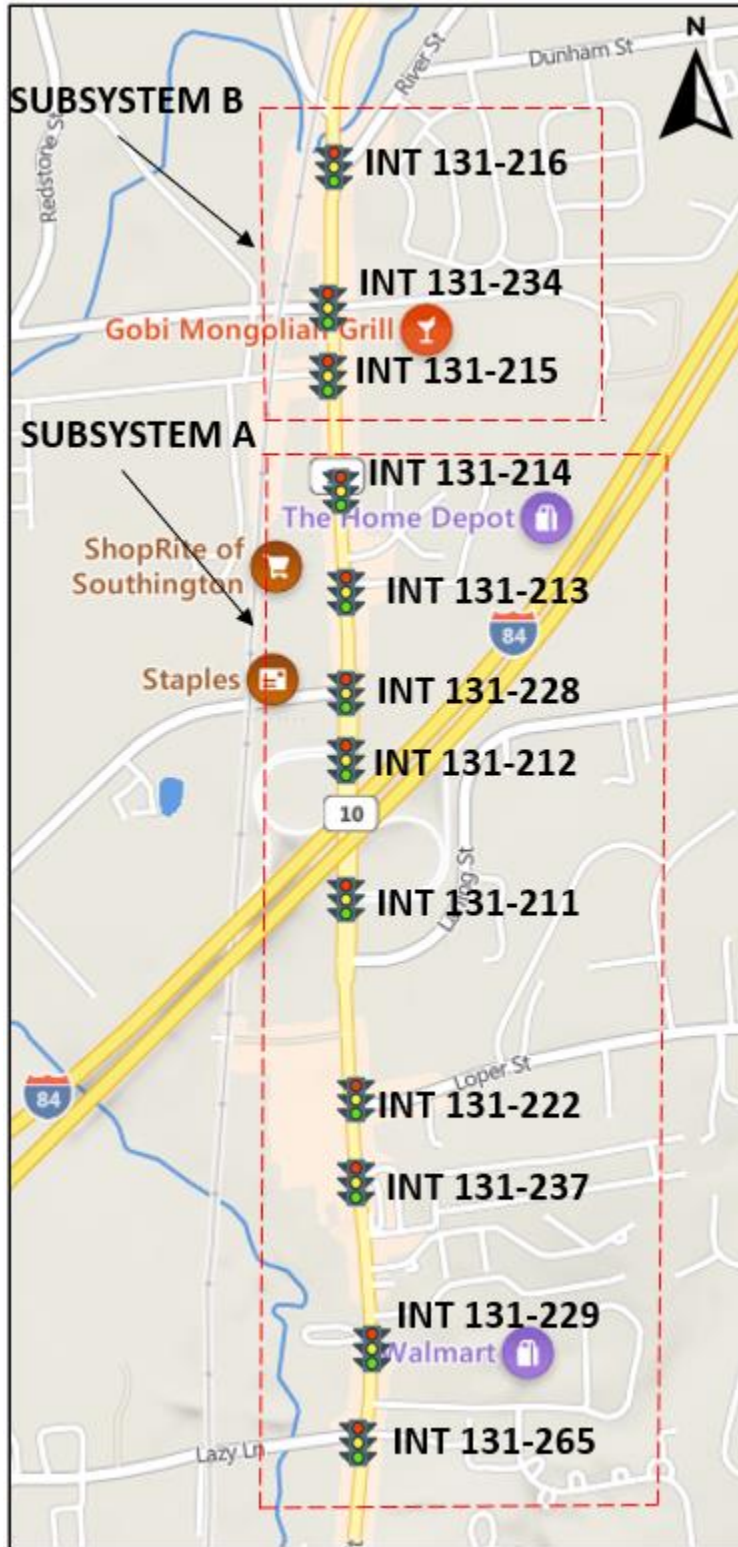 N
Dunham St
River St
SUBSYSTEM B
Redstone St
INT 131-216
INT 131-234
Gobi Mongolian Grill
INT 131-215
SUBSYSTEM A
INT 131-214
The Home Depot
ShopRite of
Southington
INT 131-213
84
Staples
INT 131-228
INT 131-212
10
INT 131-211
St
Loper St
84
INT 131-222
INT 131-237
INT 131-229
Walmart
INT 131-265
Lazy Ln